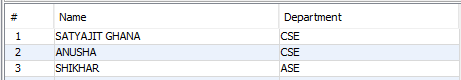 # Name Department
1 SATYAJIT GHANA CSE
2 ANUSHA CSE
3 SHIKHAR ASE